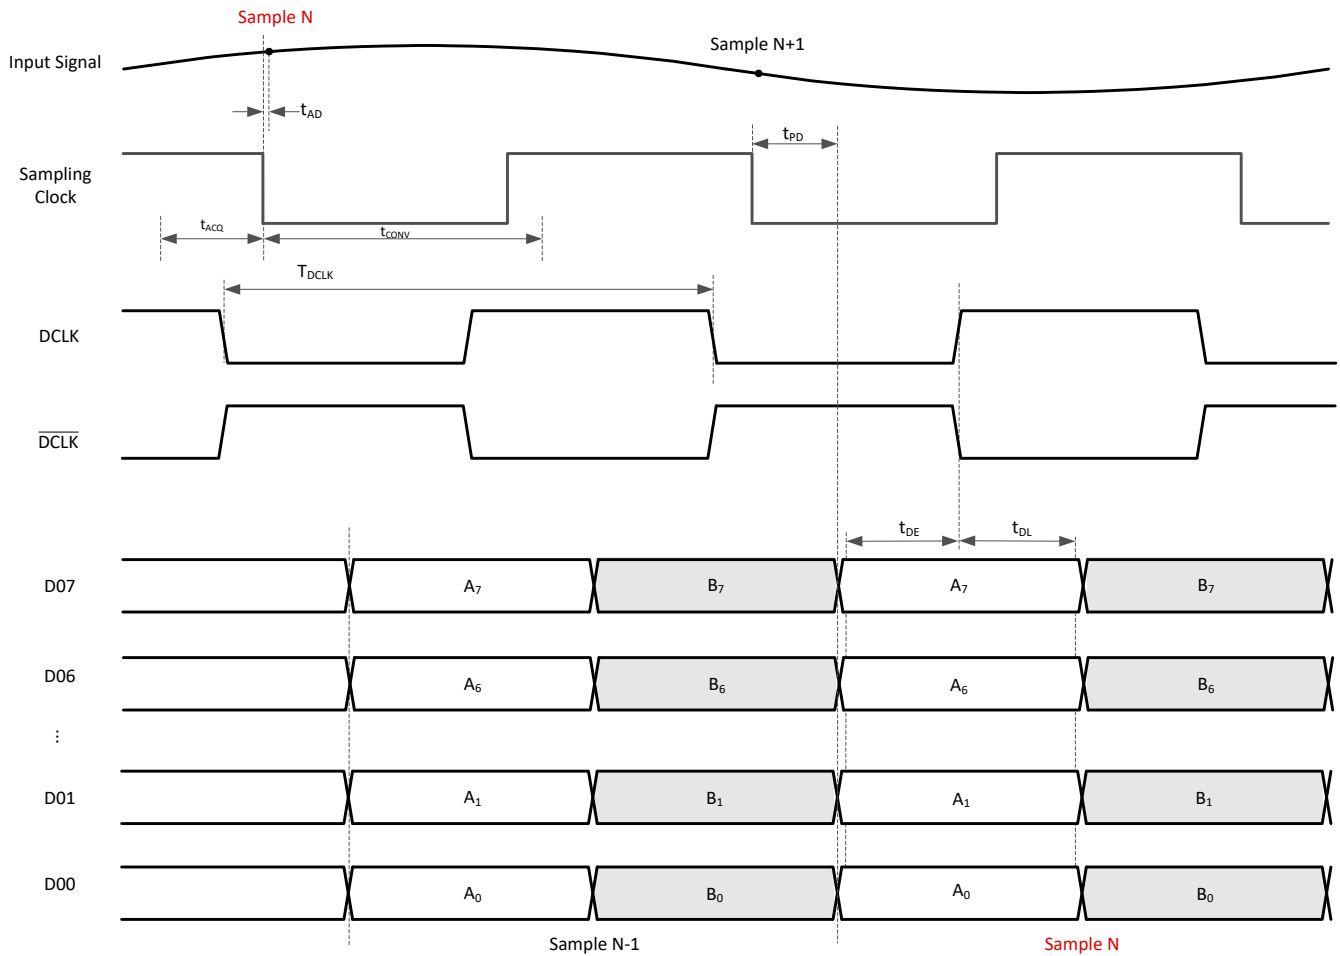 Sample N
Sample N+1
Input Signal
tAD
tPD
Sampling
Clock
tACQ
tCONV
TDCLK
DCLK
DCLK
tDE
tDL
D07
A7
B7
A7
B7
D06
A6
B6
A6
B6
...
D01
A1
B1
A1
B1
D00
A0
B0
A0
B0
Sample N-1
Sample N